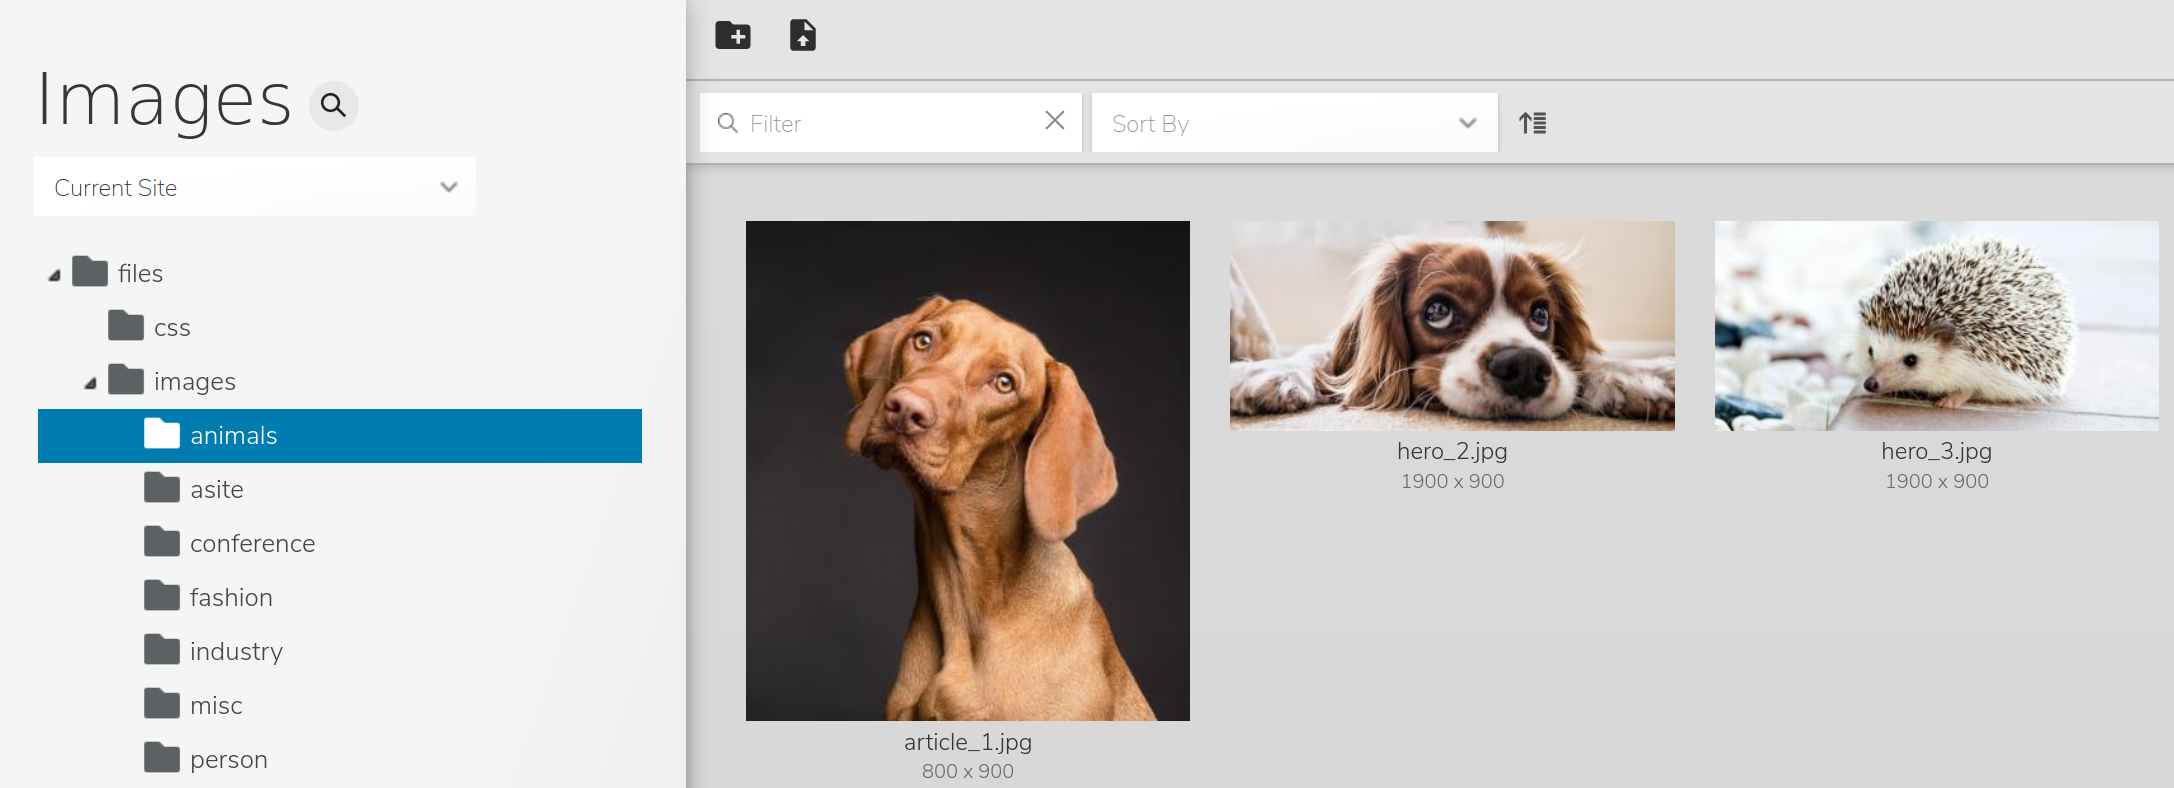 Images
Current Site
files
css
images
animals
asite
conference
fashion
industry
misc
person
Filter
Sort By
article_1.jpg
800 x 900
hero_2.jpg
1900 x 900
hero_3.jpg
1900 x 900